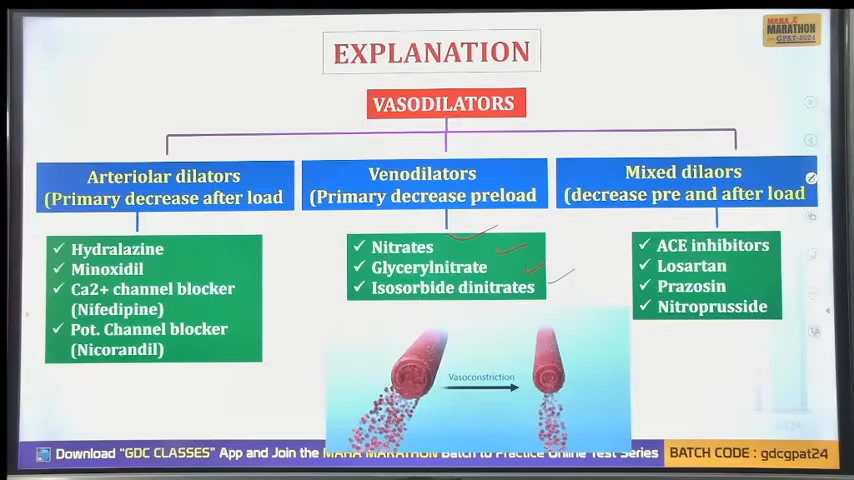 EXPLANATION
MAHA
MARATHON
GPAT-2024
VASODILATORS
Arteriolar dilators
(Primary decrease after load
Venodilators
(Primary decrease preload
Mixed dilaors
(decrease pre and after load
✓ Hydralazine
✓ Minoxidil
✓ Ca2+ channel blocker
(Nifedipine)
✓ Pot. Channel blocker
(Nicorandil)
✓ Nitrates
✓ Glycerylnitrate
✓ Isosorbide dinitrates
✓ ACE inhibitors
✓ Losartan
✓ Prazosin
✓ Nitroprusside
Vasoconstriction
Download "GDC CLASSES" App and Join the MAHA MARATHON Batch to Practice Online Test Series
BATCH CODE : gdcgpat24